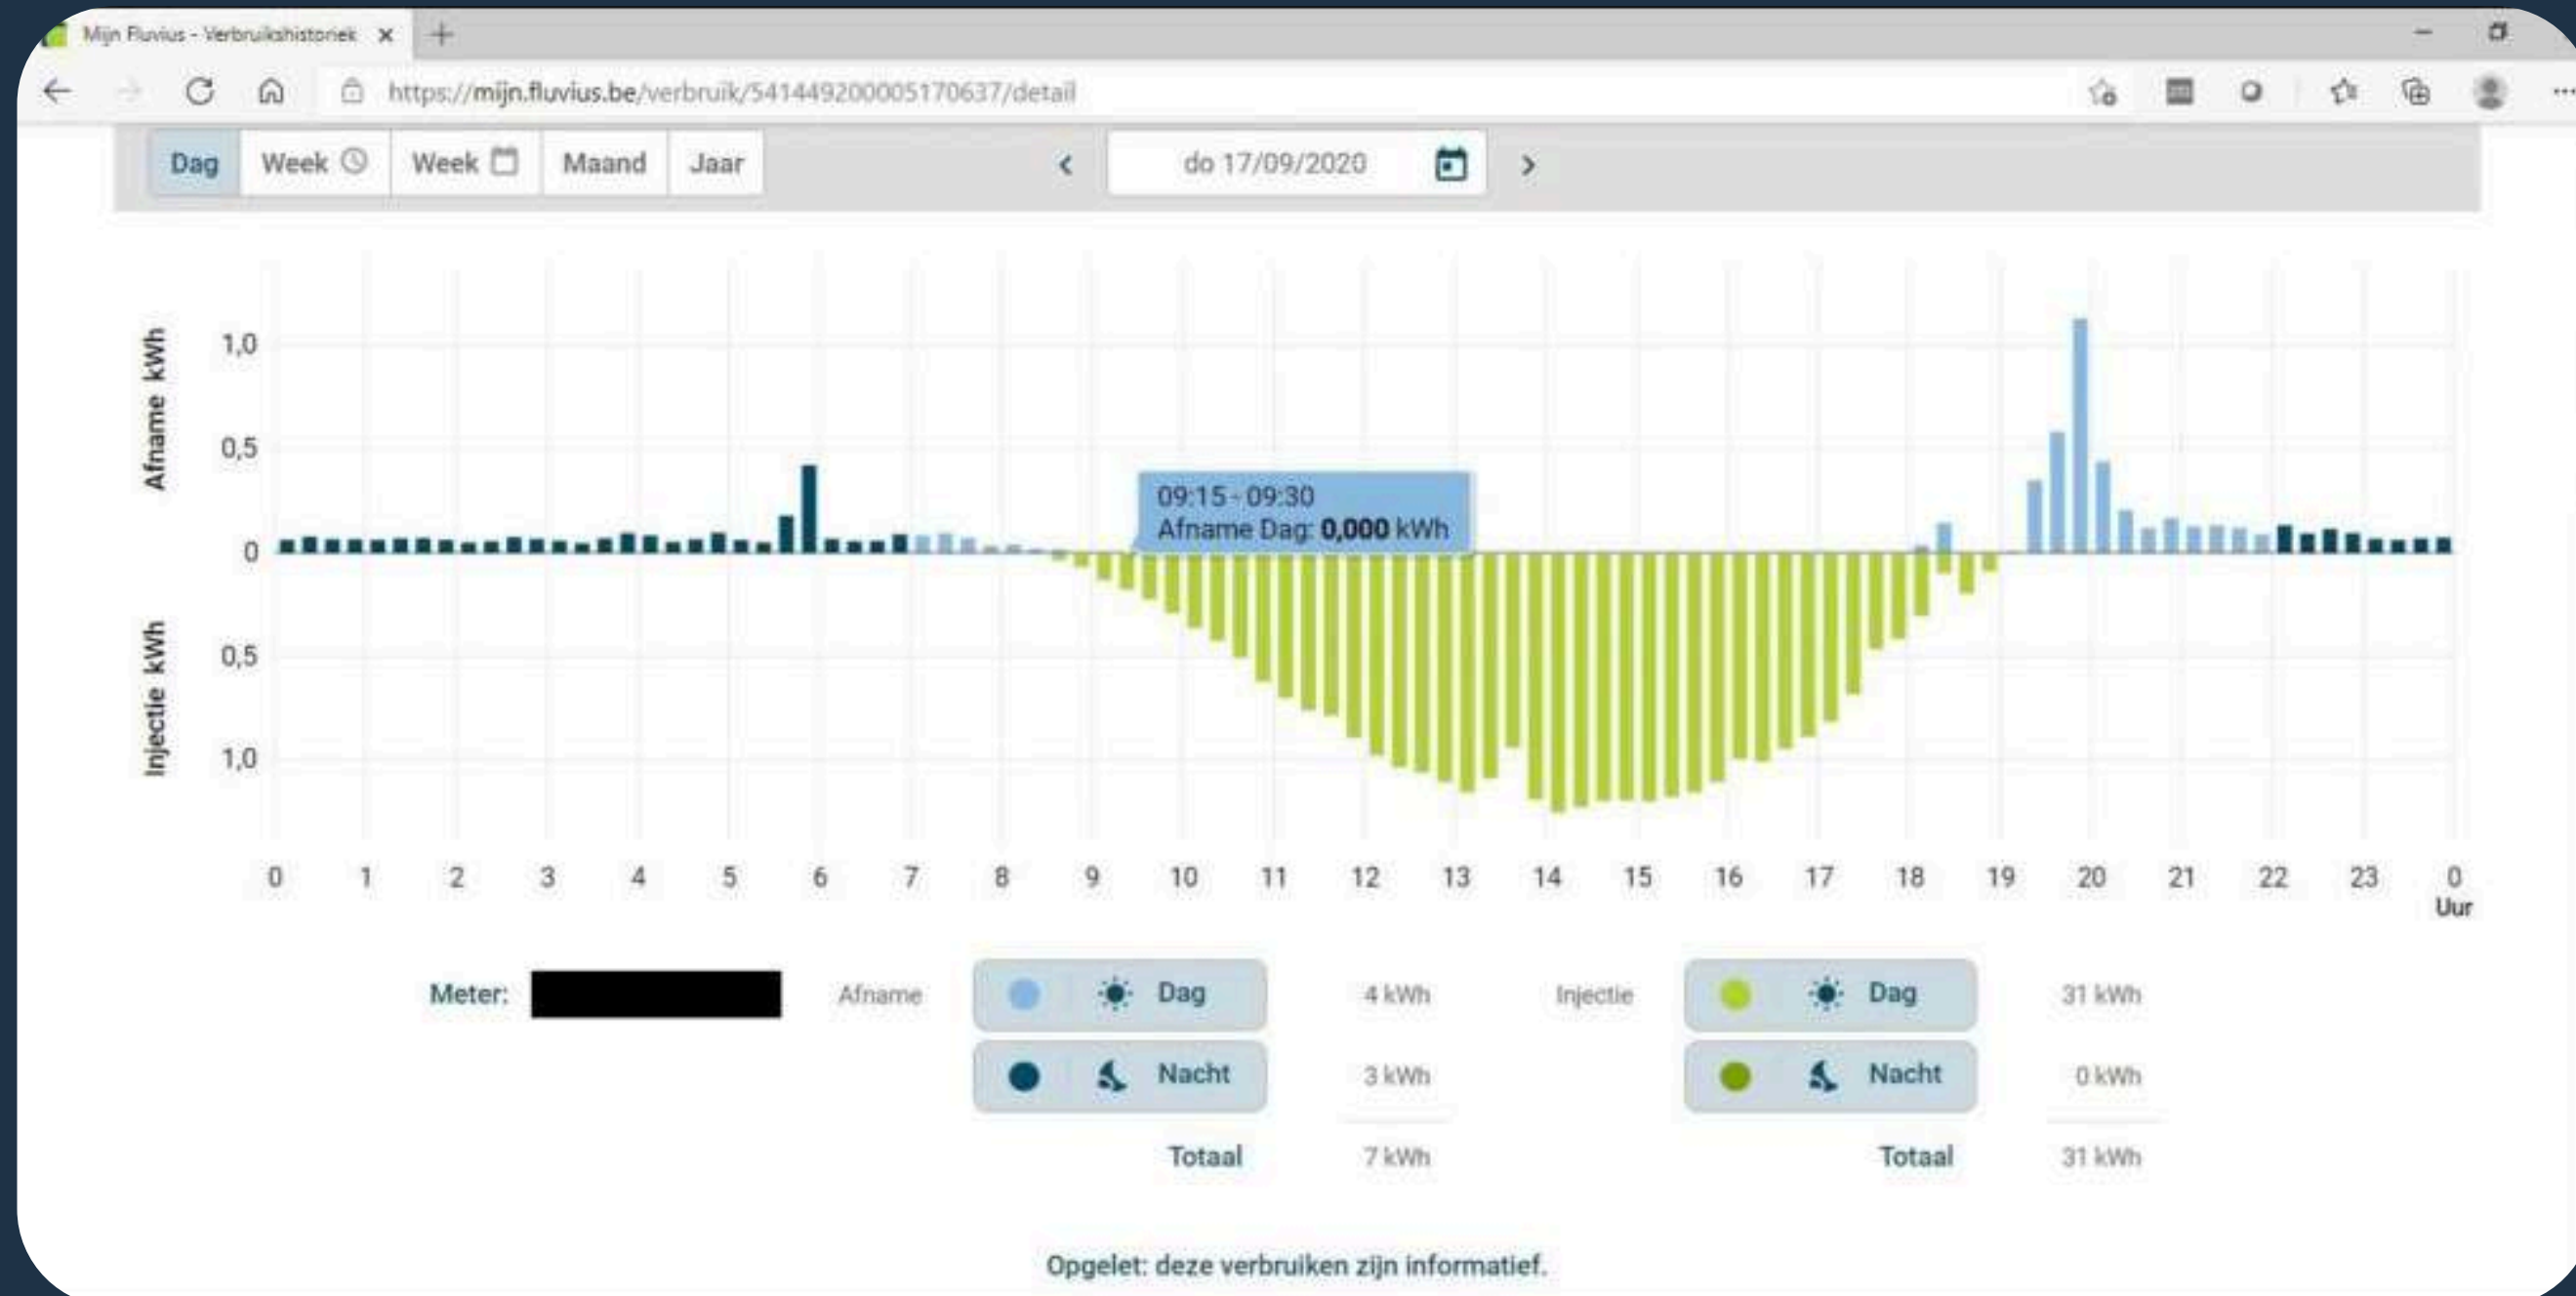 Mijn Fluvius - Verbruikshistoriek
https://mijn.fluvius.be/verbruik/541449200005170637/detail
Dag Week Week Maand Jaar do 17/09/2020
Afname kWh
1,0
0,5
0
09:15 - 09:30
Afname Dag: 0,000 kWh
Injectie kWh
0
0,5
1,0
0 1 2 3 4 5 6 7 8 9 10 11 12 13 14 15 16 17 18 19 20 21 22 23 0
Uur
Meter: Afname Dag 4 kWh Injectie Dag 31 kWh
Nacht 3 kWh Nacht 0 kWh
Totaal 7 kWh Totaal 31 kWh
Opgelet: deze verbruiken zijn informatief.